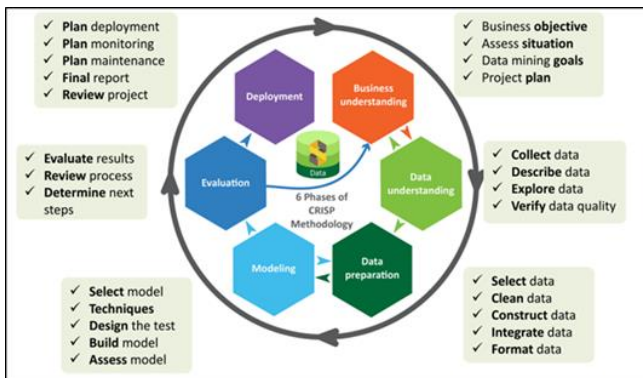 ✓ Plan deployment
✓ Plan monitoring
✓ Plan maintenance
✓ Final report
✓ Review project
✓ Business objective
✓ Assess situation
✓ Data mining goals
✓ Project plan
Deployment
Business
understanding
✓ Evaluate results
✓ Review process
✓ Determine next
steps
Evaluation
Data
6 Phases of
CRISP
Methodology
Data
understanding
✓ Collect data
✓ Describe data
✓ Explore data
✓ Verify data quality
Modeling
Data
preparation
✓ Select model
✓ Techniques
✓ Design the test
✓ Build model
✓ Assess model
✓ Select data
✓ Clean data
✓ Construct data
✓ Integrate data
✓ Format data